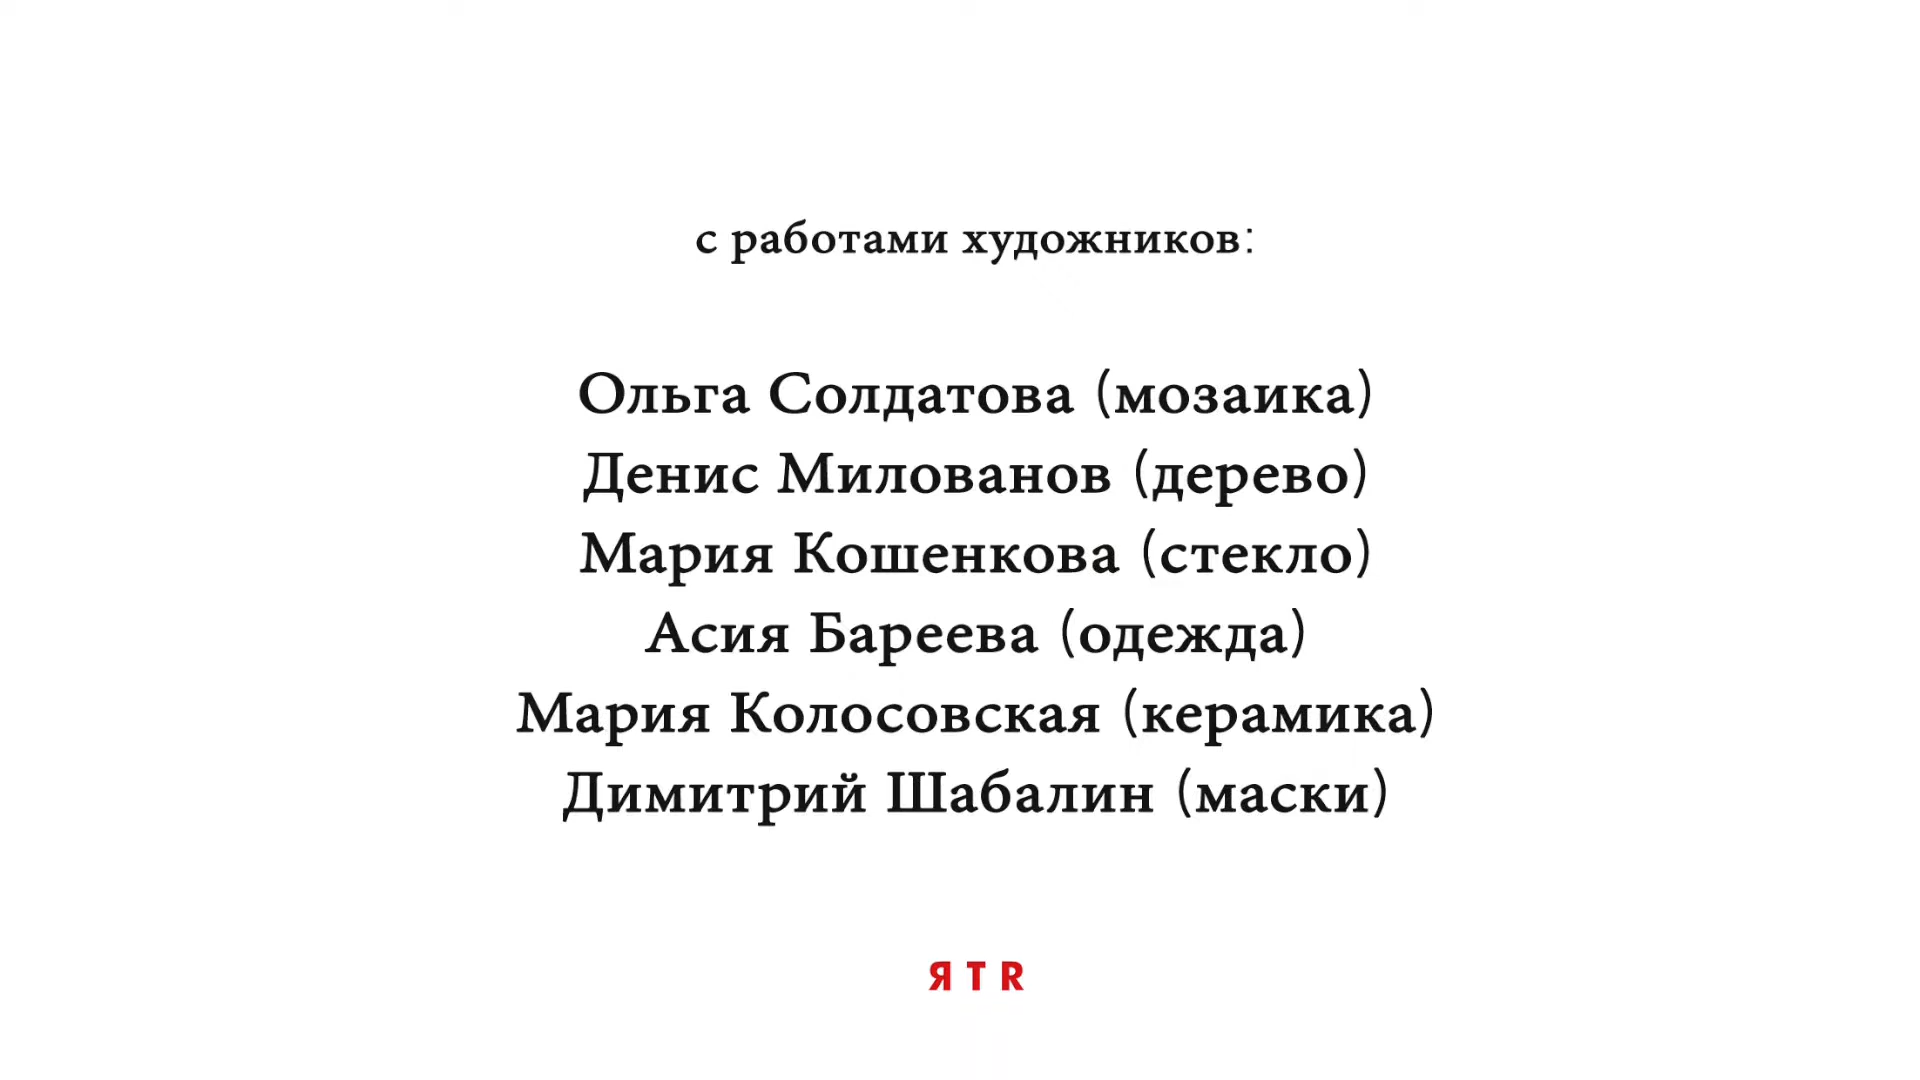 с работами художников:
Ольга Солдатова (мозаика)
Денис Милованов (дерево)
Мария Кошенкова (стекло)
Асия Бареева (одежда)
Мария Колосовская (керамика)
Димитрий Шабалин (маски)
ЯTR